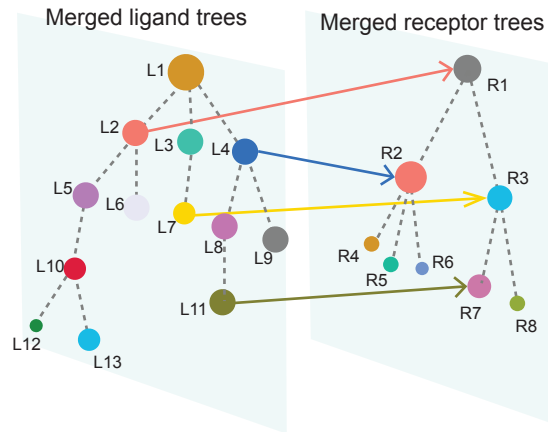 Merged ligand trees
Merged receptor trees
L1
R1
L2
L3
L4
R2
R3
L5
L6
L7
L8
L9
R4
R5
R6
L10
L11
R7
R8
L12
L13